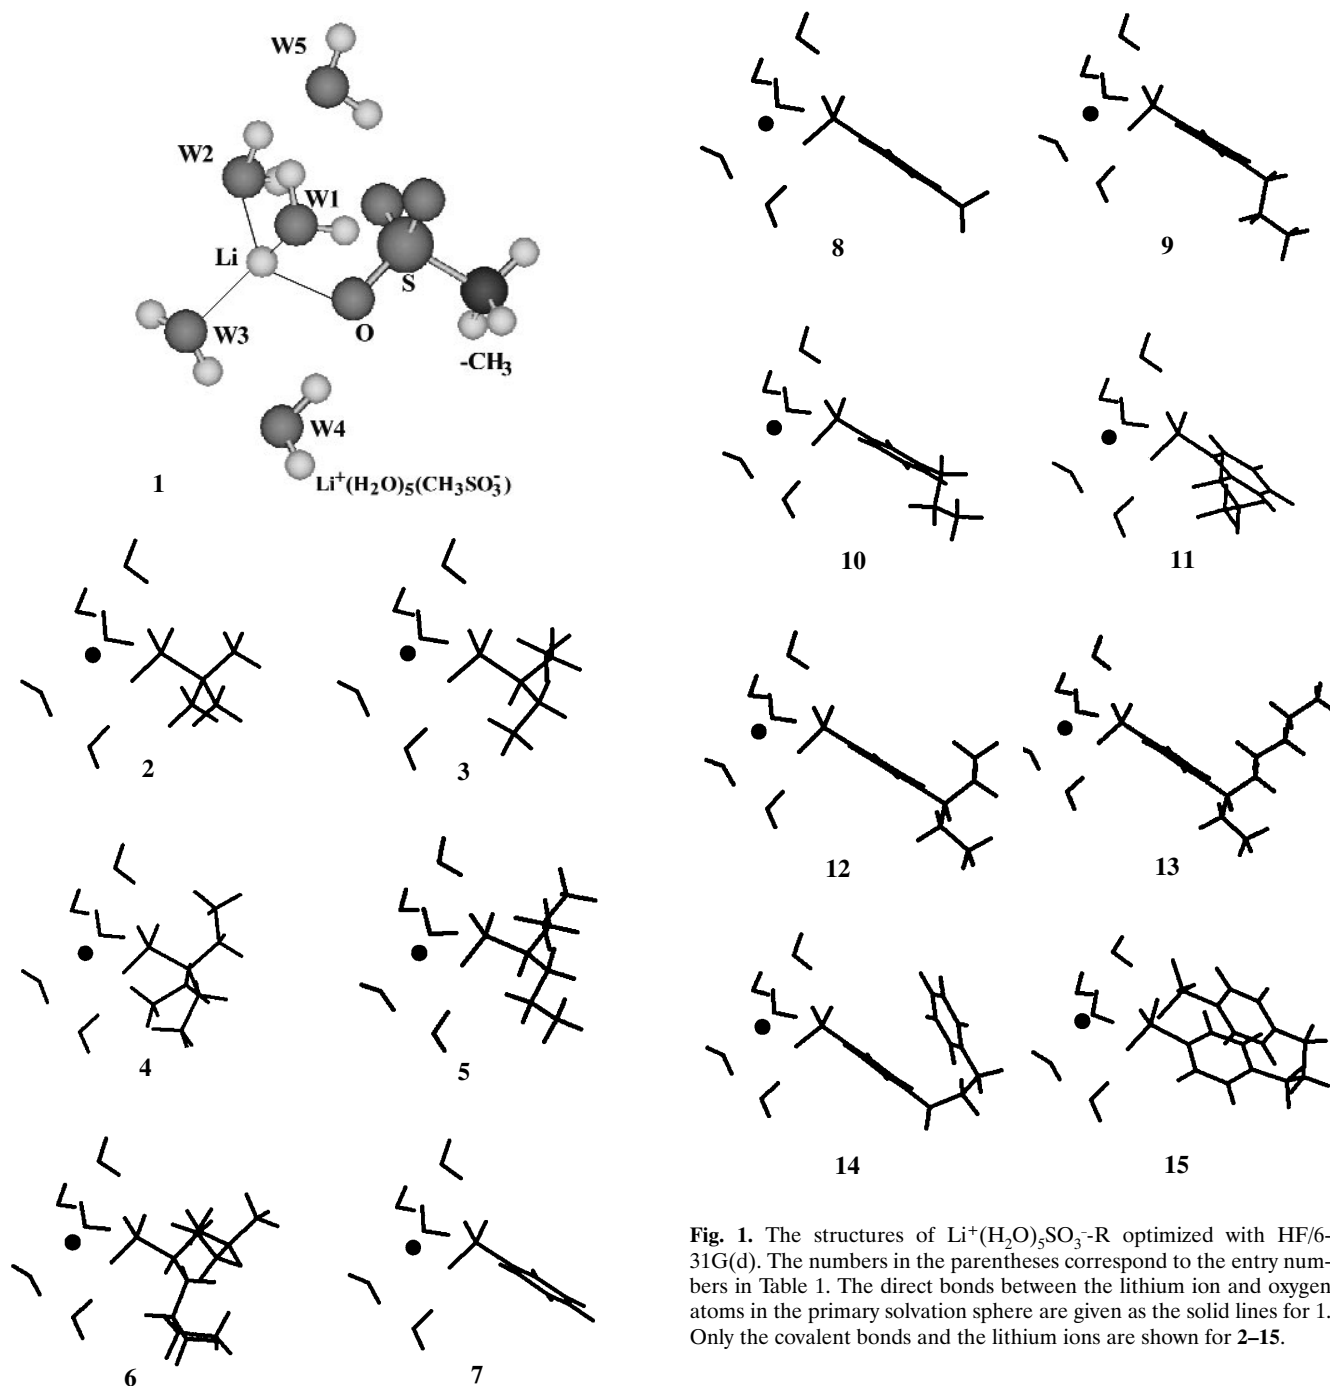 W5
W2
W1
Li
S
O
W3
-CH₃
W4
1
Li⁺(H₂O)₅(CH₃SO₃⁻)
2
3
4
5
6
7
8
9
10
11
12
13
14
15
Fig. 1. The structures of Li⁺(H₂O)₅SO₃⁻-R optimized with HF/6-
31G(d). The numbers in the parentheses correspond to the entry num-
bers in Table 1. The direct bonds between the lithium ion and oxygen
atoms in the primary solvation sphere are given as the solid lines for 1.
Only the covalent bonds and the lithium ions are shown for 2–15.